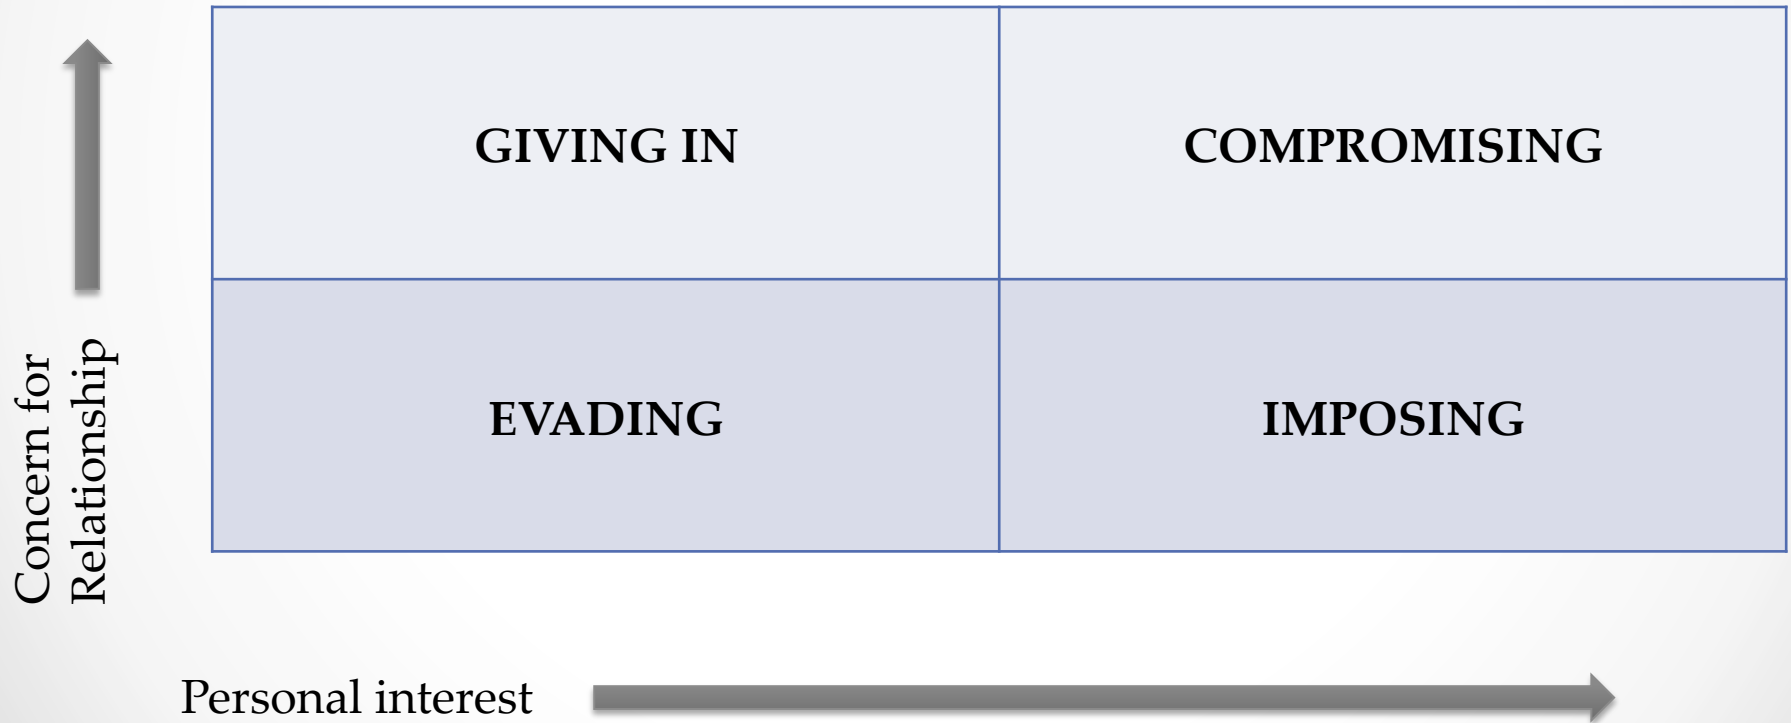 GIVING IN
COMPROMISING
EVADING
IMPOSING
Concern for
Relationship
Personal interest